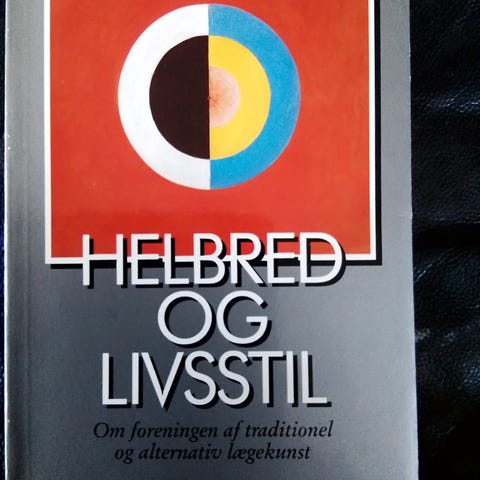 HELBRED
OG
LIVSSTIL
Om foreningen af traditionel
og alternativ lægekunst